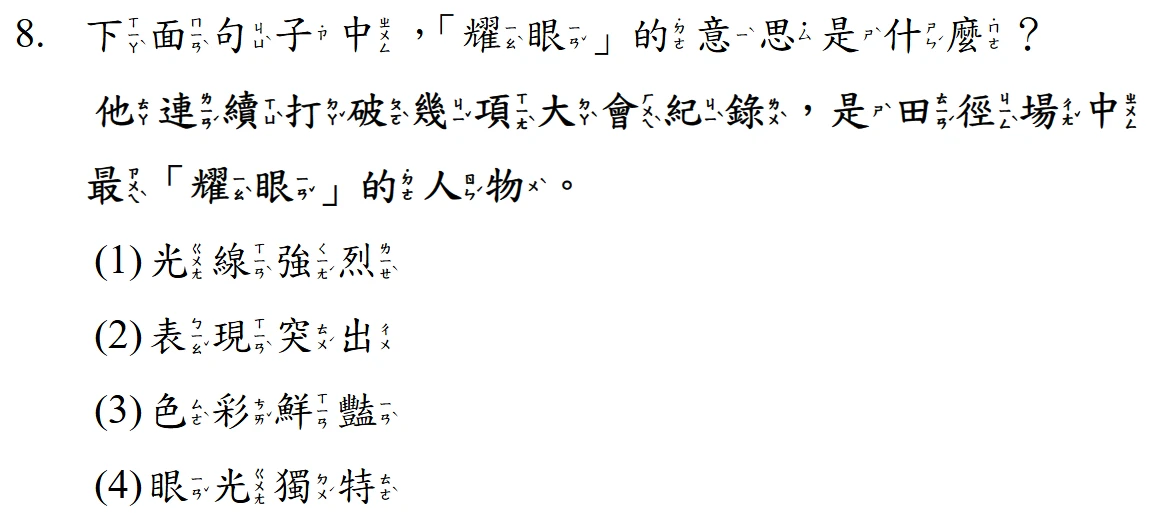 8. 下面句子中,「耀眼」的意思是什麼?
他連續打破幾項大會紀錄,是田徑場中
最「耀眼」的人物。
(1)光線強烈
(2)表現突出
(3)色彩鮮豔
(4)眼光獨特